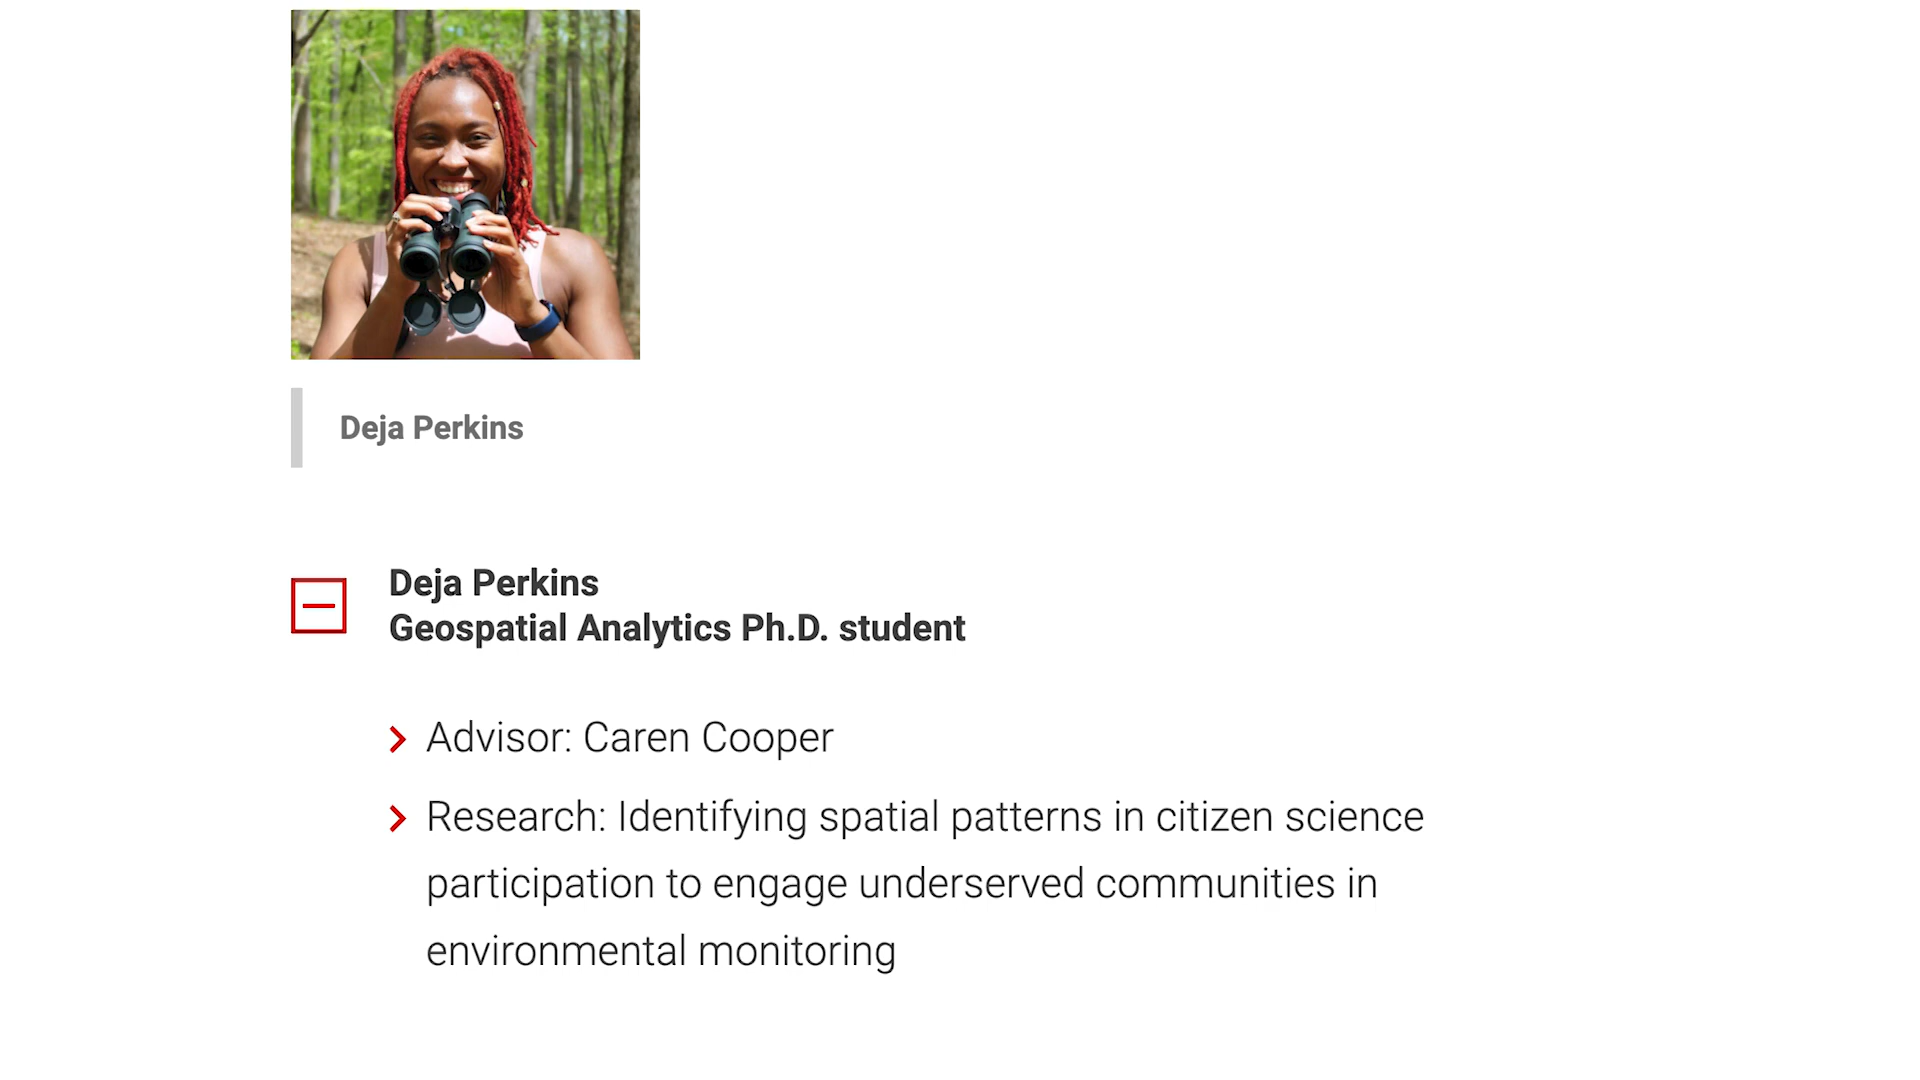 Deja Perkins
Deja Perkins
Geospatial Analytics Ph.D. student
Advisor: Caren Cooper
Research: Identifying spatial patterns in citizen science
participation to engage underserved communities in
environmental monitoring